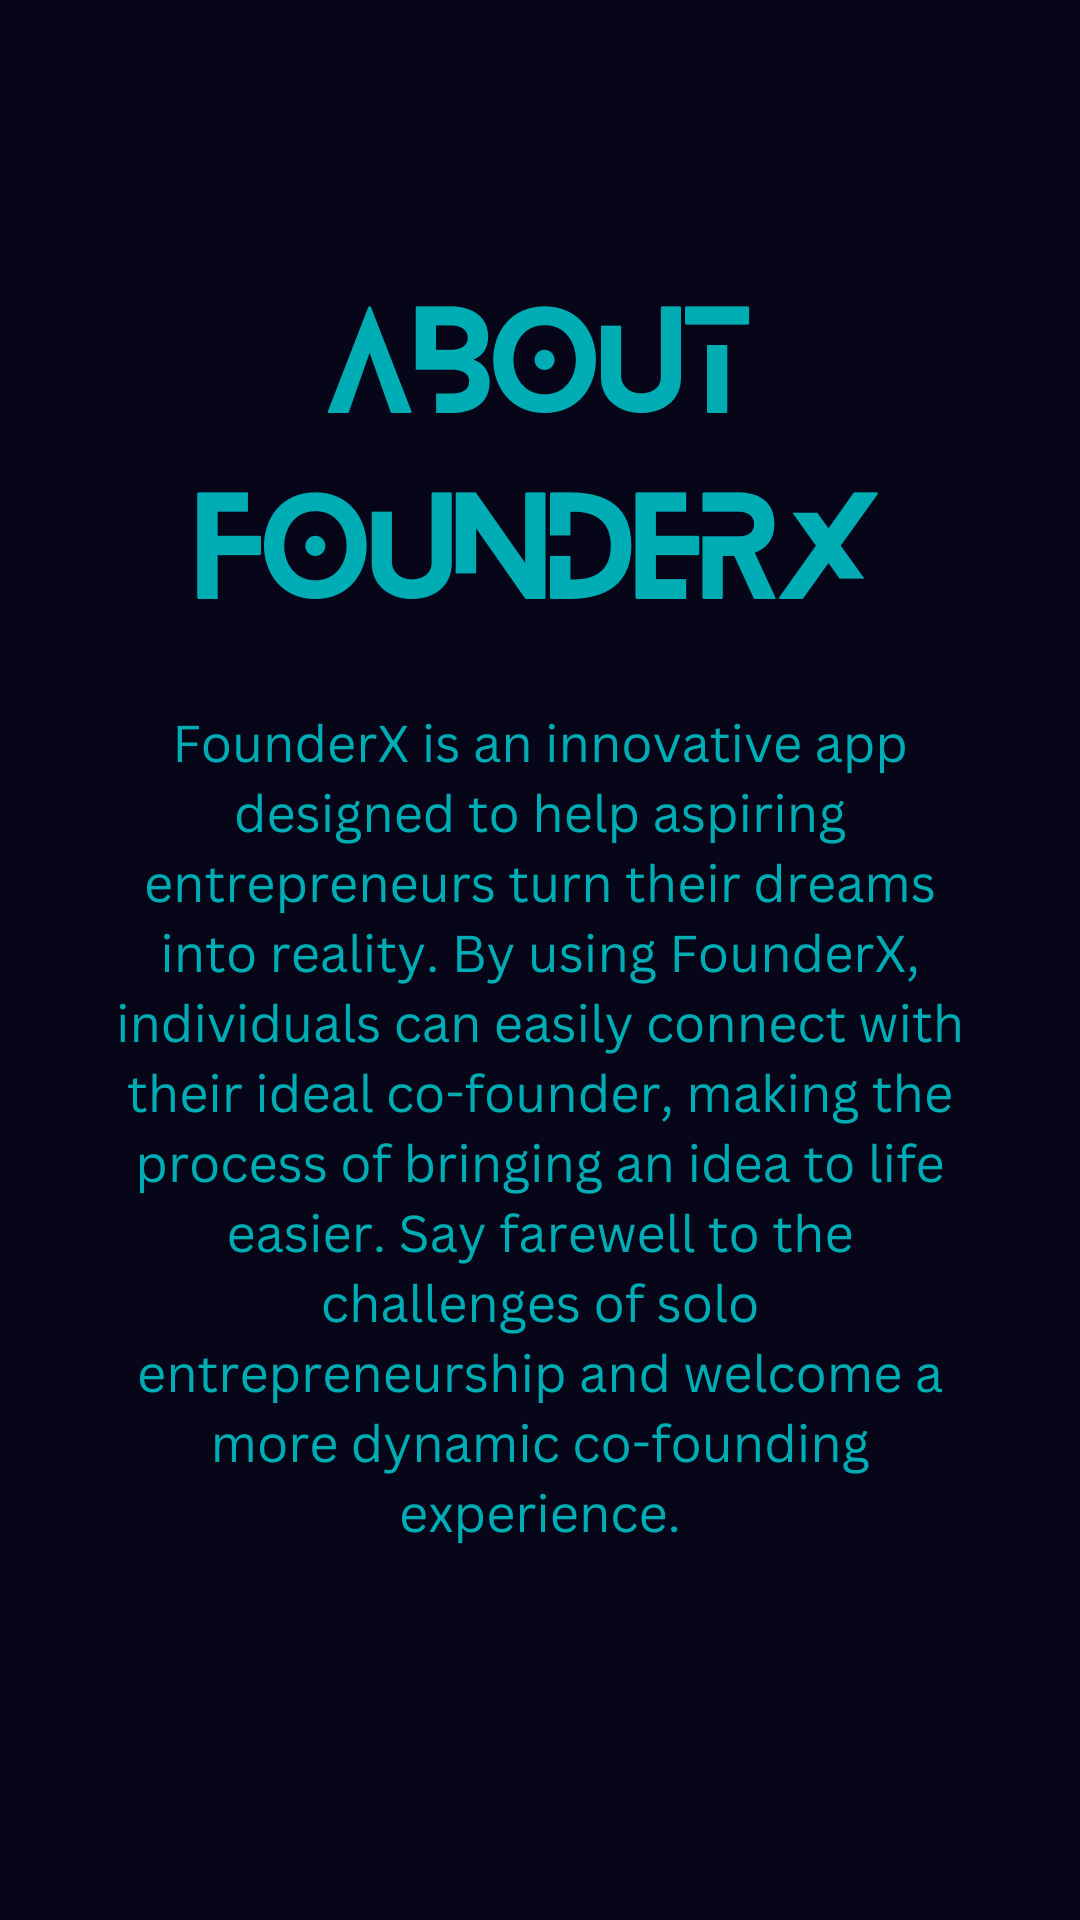 ABOUT
FOUNDERX
FounderX is an innovative app
designed to help aspiring
entrepreneurs turn their dreams
into reality. By using FounderX,
individuals can easily connect with
their ideal co-founder, making the
process of bringing an idea to life
easier. Say farewell to the
challenges of solo
entrepreneurship and welcome a
more dynamic co-founding
experience.